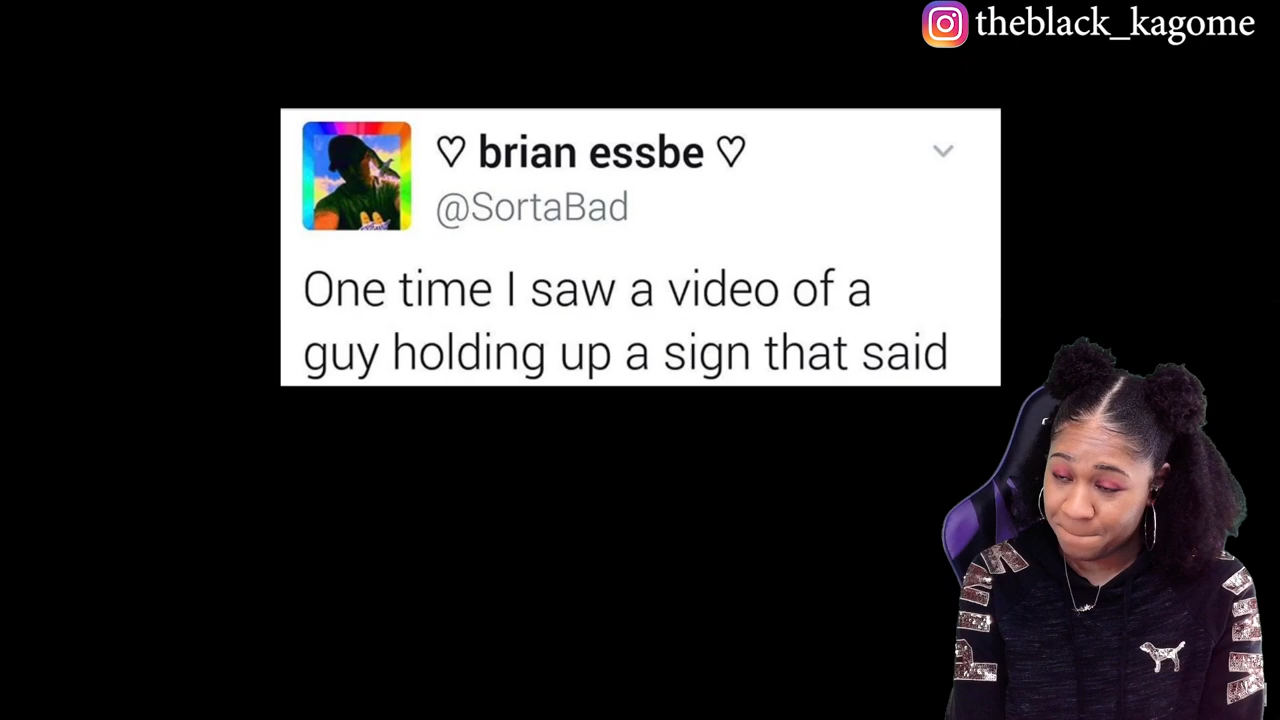 theblack_kagome
♡ brian essbe ♡
@SortaBad
One time I saw a video of a
guy holding up a sign that said